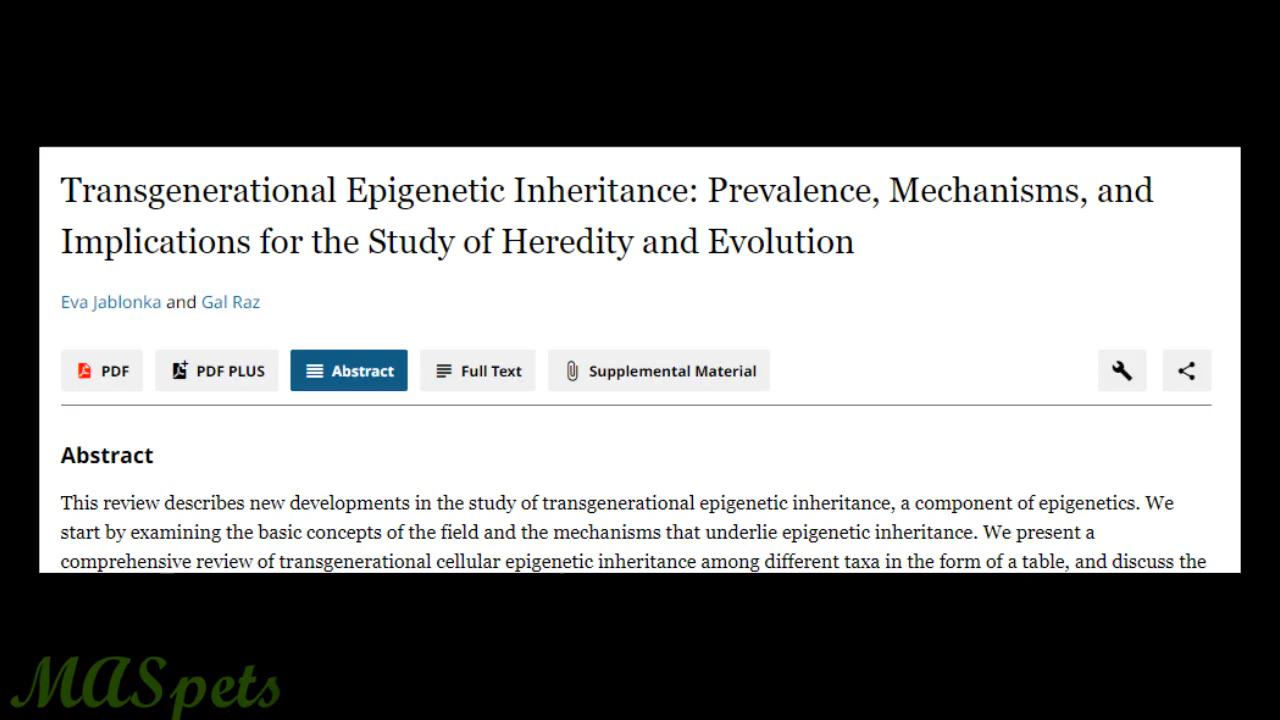 Transgenerational Epigenetic Inheritance: Prevalence, Mechanisms, and
Implications for the Study of Heredity and Evolution
Eva Jablonka and Gal Raz
PDF PDF PLUS Abstract Full Text Supplemental Material
Abstract
This review describes new developments in the study of transgenerational epigenetic inheritance, a component of epigenetics. We
start by examining the basic concepts of the field and the mechanisms that underlie epigenetic inheritance. We present a
comprehensive review of transgenerational cellular epigenetic inheritance among different taxa in the form of a table, and discuss the
MASpets